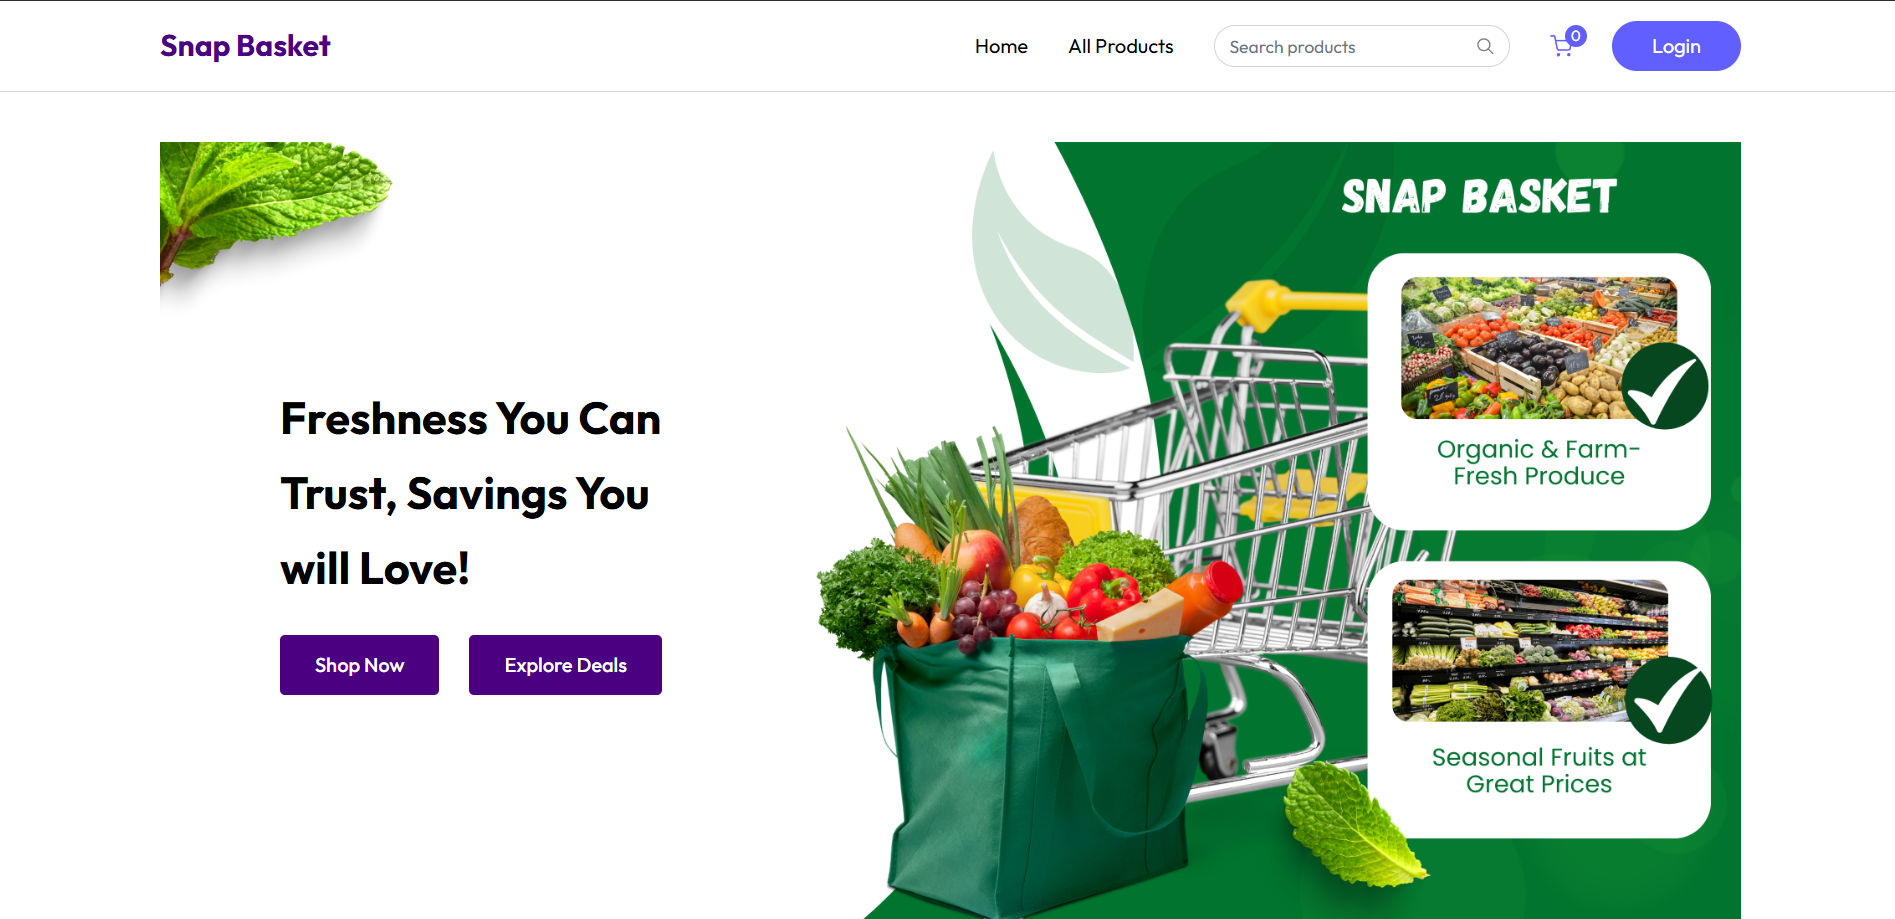 Snap Basket
Home
All Products
Search products
0
Login
SNAP BASKET
Freshness You Can
Trust, Savings You
will Love!
Shop Now
Explore Deals
Organic & Farm-
Fresh Produce
Seasonal Fruits at
Great Prices